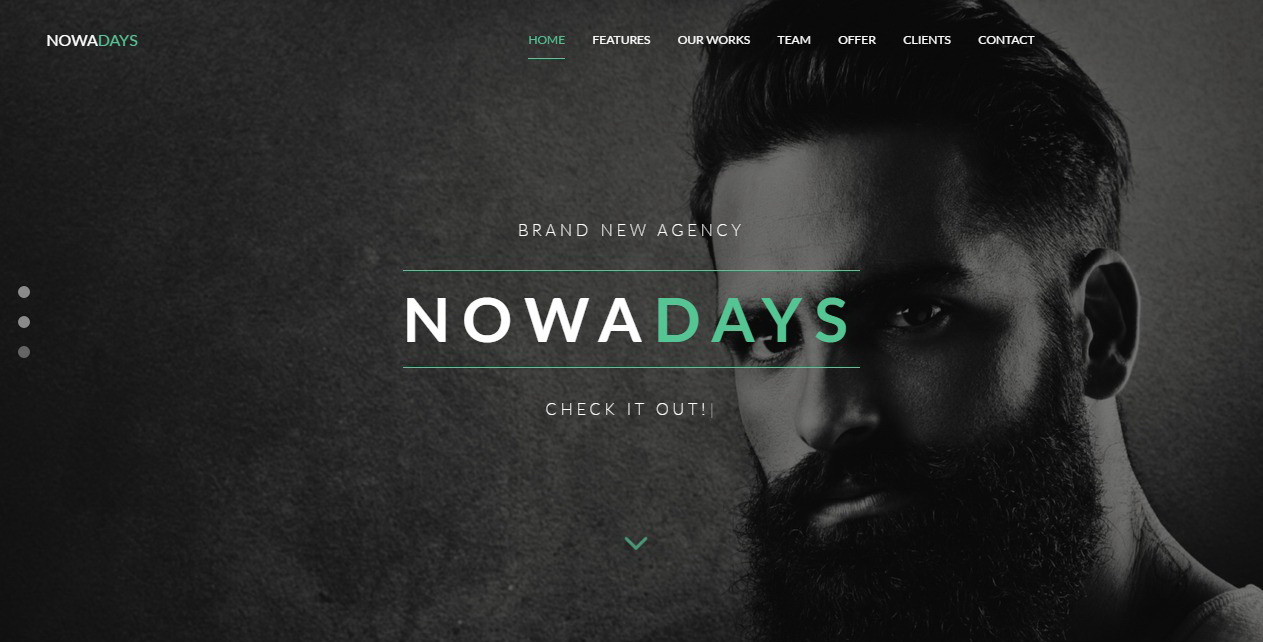 NOWADAYS
HOME FEATURES OUR WORKS TEAM OFFER CLIENTS CONTACT
BRAND NEW AGENCY
NOWADAYS
CHECK IT OUT!|